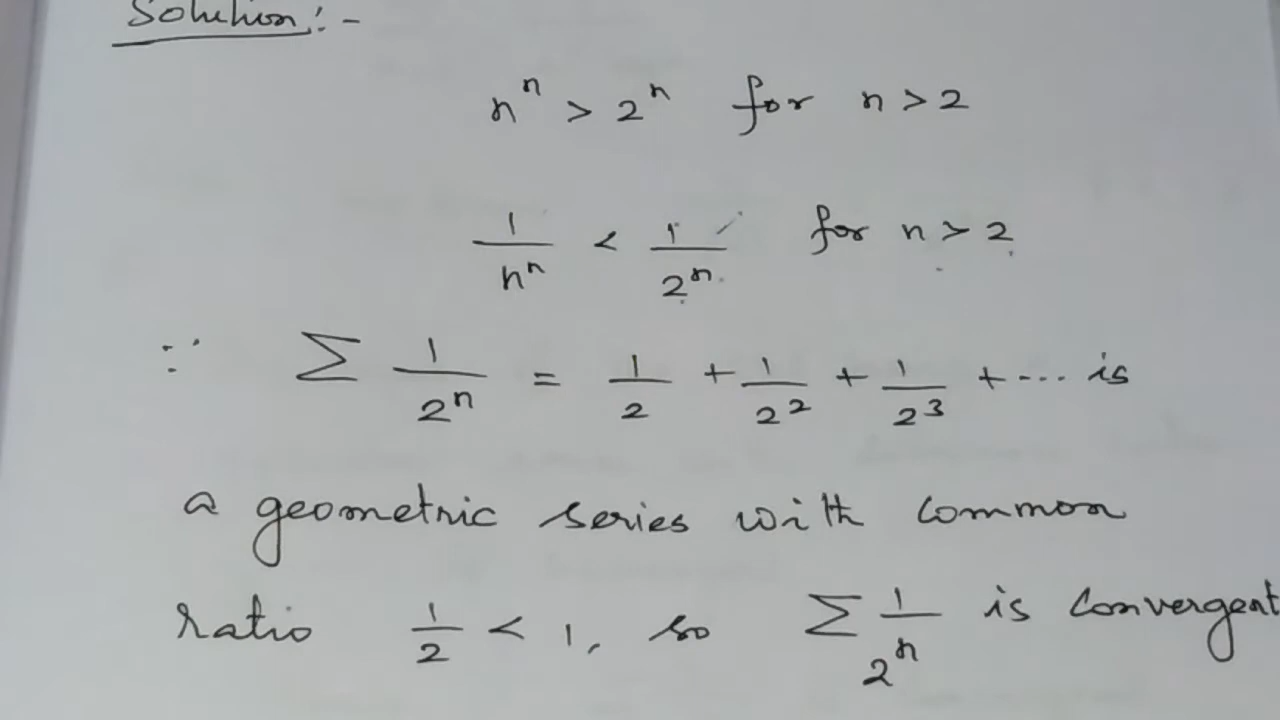 Solution:-
n^n > 2^n for n > 2
1/n^n < 1/2^n for n > 2
∵ Σ 1/2^n = 1/2 + 1/2^2 + 1/2^3 + ... is
a geometric series with common
ratio 1/2 < 1, so Σ 1/2^n is convergent